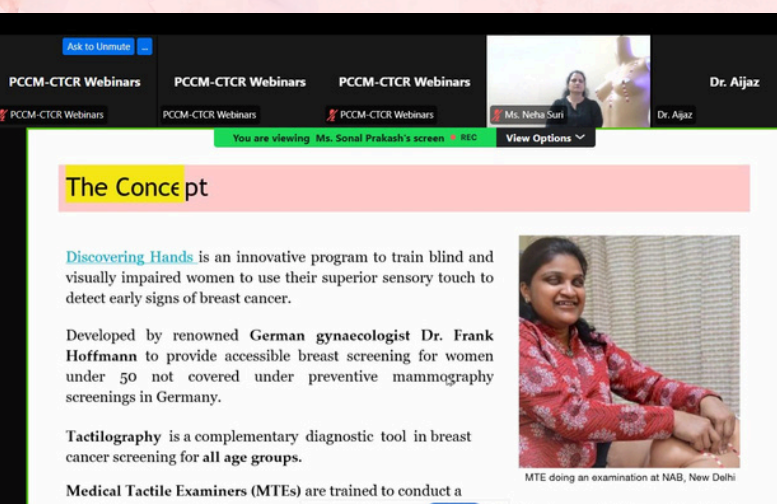 Ask to Unmute ...
PCCM-CTCR Webinars PCCM-CTCR Webinars PCCM-CTCR Webinars Dr. Aijaz
PCCM-CTCR Webinars PCCM-CTCR Webinars PCCM-CTCR Webinars Ms. Neha Suri Dr. Aijaz
You are viewing Ms. Sonal Prakash's screen REC View Options
The Concept
Discovering Hands is an innovative program to train blind and
visually impaired women to use their superior sensory touch to
detect early signs of breast cancer.
Developed by renowned German gynaecologist Dr. Frank
Hoffmann to provide accessible breast screening for women
under 50 not covered under preventive mammography
screenings in Germany.
Tactilography is a complementary diagnostic tool in breast
cancer screening for all age groups.
MTE doing an examination at NAB, New Delhi
Medical Tactile Examiners (MTEs) are trained to conduct a